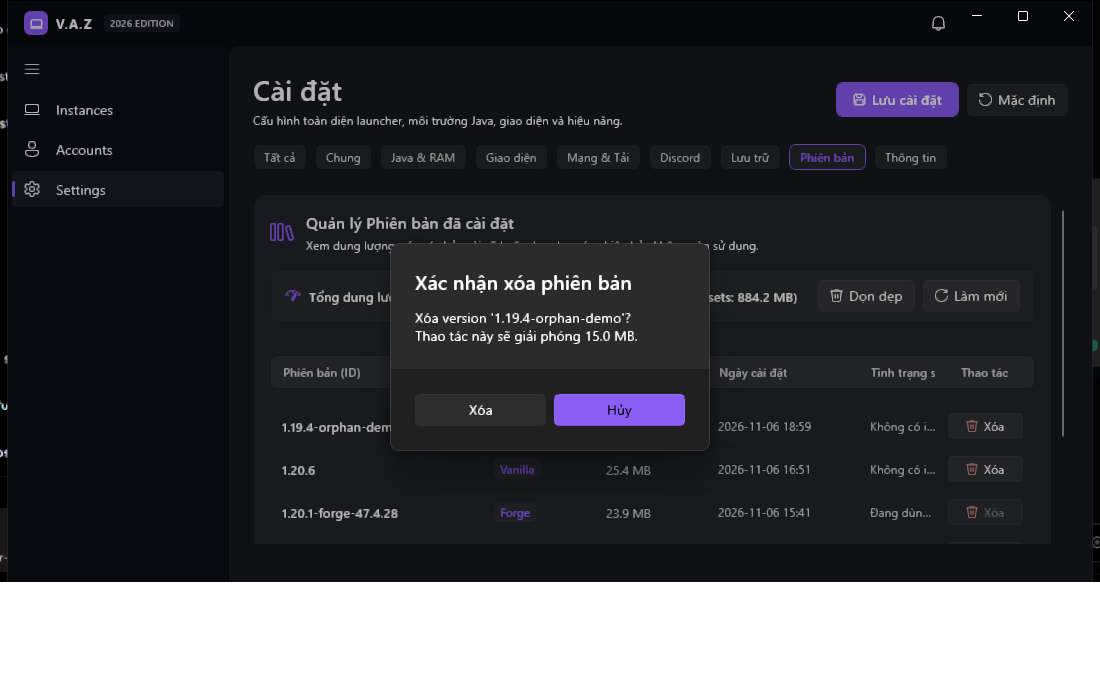 V.A.Z
2026 EDITION
Instances
Accounts
Settings
Cài đặt
Cấu hình toàn diện launcher, môi trường Java, giao diện và hiệu năng.
Lưu cài đặt
Mặc định
Tất cả
Chung
Java & RAM
Giao diện
Mạng & Tải
Discord
Lưu trữ
Phiên bản
Thông tin
Quản lý Phiên bản đã cài đặt
Xem dung lượng
sử dụng.
Tổng dung
sets: 884.2 MB)
Dọn dẹp
Làm mới
Xác nhận xóa phiên bản
Xóa version '1.19.4-orphan-demo'?
Thao tác này sẽ giải phóng 15.0 MB.
Xóa
Hủy
Phiên bản (ID)
Ngày cài đặt
Tình trạng s
Thao tác
1.19.4-orphan-dem
2026-11-06 18:59
Không có i...
Xóa
1.20.6
Vanilla
25.4 MB
2026-11-06 16:51
Không có i...
Xóa
1.20.1-forge-47.4.28
Forge
23.9 MB
2026-11-06 15:41
Đang dùn...
Xóa